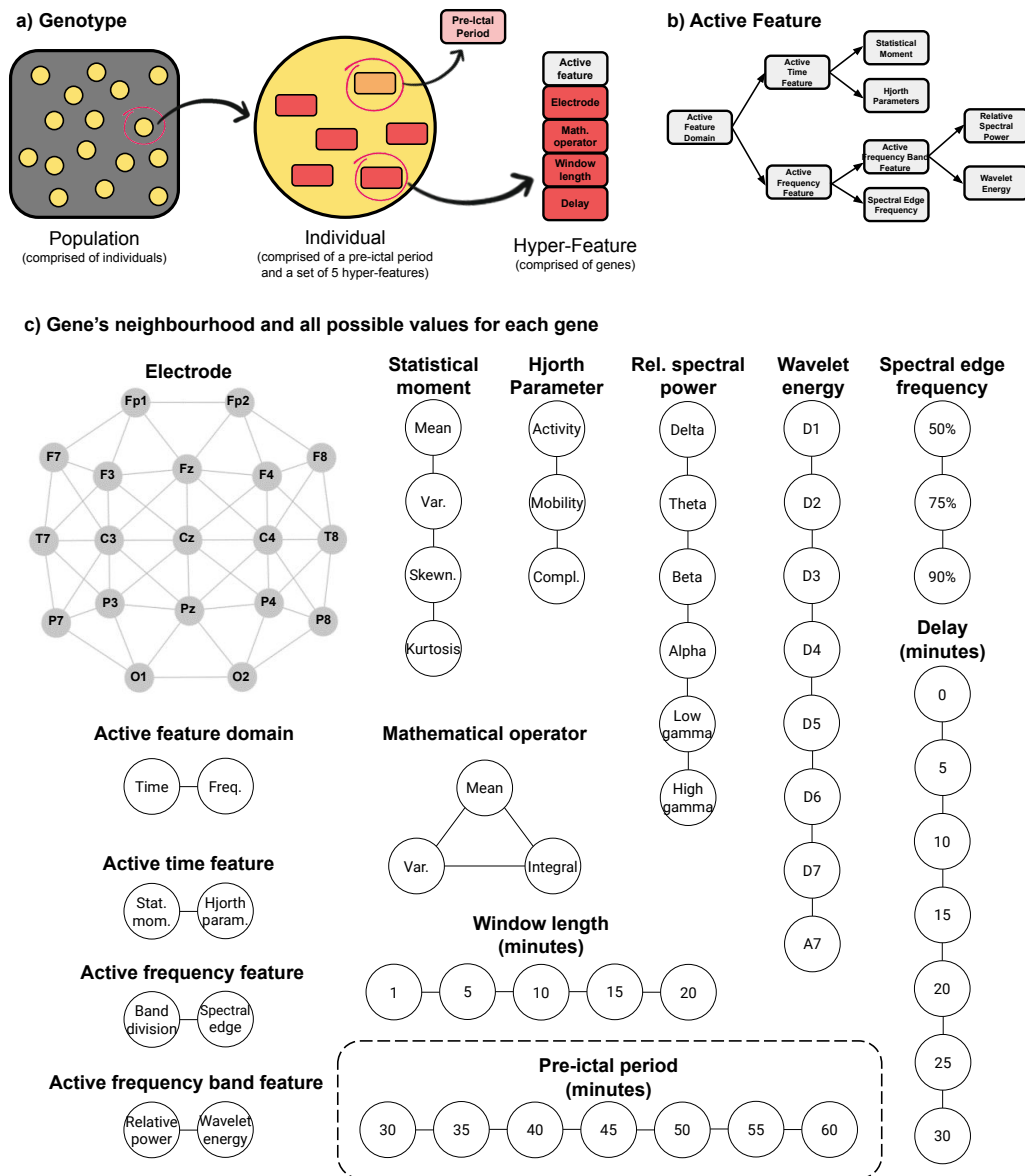 a) Genotype
Pre-Ictal
Period
Active
feature
Electrode
Math.
operator
Window
length
Delay
Population
(comprised of individuals)
Individual
(comprised of a pre-ictal period
and a set of 5 hyper-features)
Hyper-Feature
(comprised of genes)
b) Active Feature
Active
Feature
Domain
Active
Time
Feature
Statistical
Moment
Hjorth
Parameters
Active
Frequency
Feature
Active
Frequency Band
Feature
Spectral Edge
Frequency
Relative
Spectral
Power
Wavelet
Energy
c) Gene's neighbourhood and all possible values for each gene
Electrode
Fp1 Fp2
F7 F3 Fz F4 F8
T7 C3 Cz C4 T8
P7 P3 Pz P4 P8
O1 O2
Statistical
moment
Mean
Var.
Skewn.
Kurtosis
Hjorth
Parameter
Activity
Mobility
Compl.
Rel. spectral
power
Delta
Theta
Beta
Alpha
Low
gamma
High
gamma
Wavelet
energy
D1
D2
D3
D4
D5
D6
D7
A7
Spectral edge
frequency
50%
75%
90%
Delay
(minutes)
0
5
10
15
20
25
30
Active feature domain
Time Freq.
Active time feature
Stat.
mom.
Hjorth
param.
Active frequency feature
Band
division
Spectral
edge
Active frequency band feature
Relative
power
Wavelet
energy
Mathematical operator
Mean
Var. Integral
Window length
(minutes)
1 5 10 15 20
Pre-ictal period
(minutes)
30 35 40 45 50 55 60